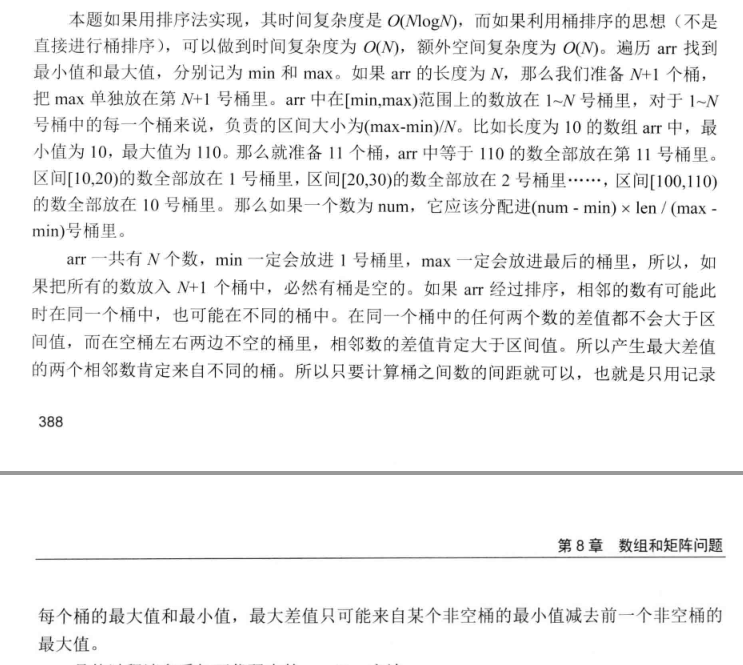 本题如果用排序法实现，其时间复杂度是 O(NlogN)，而如果利用桶排序的思想（不是
直接进行桶排序），可以做到时间复杂度为 O(N)，额外空间复杂度为 O(N)。遍历 arr 找到
最小值和最大值，分别记为 min 和 max。如果 arr 的长度为 N，那么我们准备 N+1 个桶，
把 max 单独放在第 N+1 号桶里。arr 中在[min,max)范围上的数放在 1~N 号桶里，对于 1~N
号桶中的每一个桶来说，负责的区间大小为(max-min)/N。比如长度为 10 的数组 arr 中，最
小值为 10，最大值为 110。那么就准备 11 个桶，arr 中等于 110 的数全部放在第 11 号桶里。
区间[10,20)的数全部放在 1 号桶里，区间[20,30)的数全部放在 2 号桶里……，区间[100,110)
的数全部放在 10 号桶里。那么如果一个数为 num，它应该分配进(num - min) × len / (max -
min)号桶里。
arr 一共有 N 个数，min 一定会放进 1 号桶里，max 一定会放进最后的桶里，所以，如
果把所有的数放入 N+1 个桶中，必然有桶是空的。如果 arr 经过排序，相邻的数有可能此
时在同一个桶中，也可能在不同的桶中。在同一个桶中的任何两个数的差值都不会大于区
间值，而在空桶左右两边不空的桶里，相邻数的差值肯定大于区间值。所以产生最大差值
的两个相邻数肯定来自不同的桶。所以只要计算桶之间数的间距就可以，也就是只用记录
388
第 8 章 数组和矩阵问题
每个桶的最大值和最小值，最大差值只可能来自某个非空桶的最小值减去前一个非空桶的
最大值。